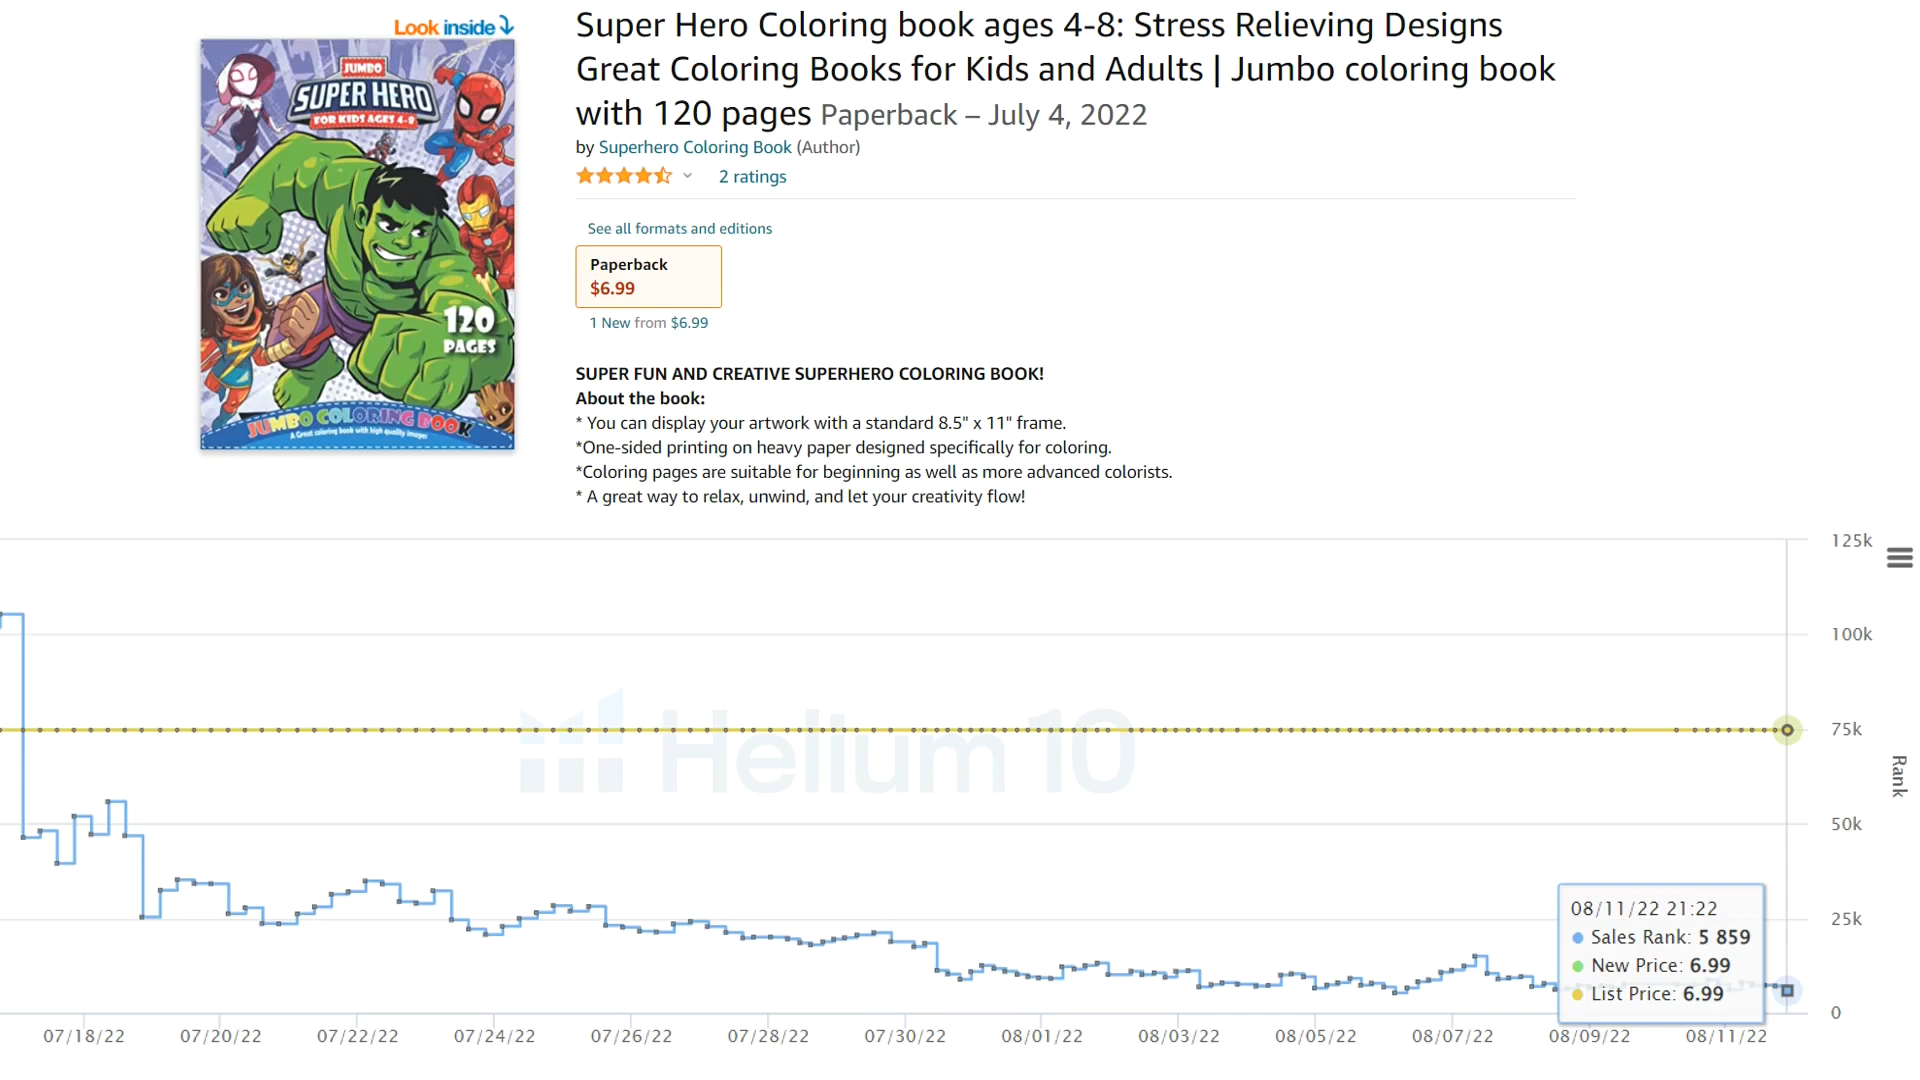 Look inside
JUMBO
SUPER HERO
FOR KIDS AGES 4-8
120
PAGES
JUMBO COLORING BOOK
A Great coloring book with high quality images
Super Hero Coloring book ages 4-8: Stress Relieving Designs
Great Coloring Books for Kids and Adults | Jumbo coloring book
with 120 pages Paperback – July 4, 2022
by Superhero Coloring Book (Author)
2 ratings
See all formats and editions
Paperback
$6.99
1 New from $6.99
SUPER FUN AND CREATIVE SUPERHERO COLORING BOOK!
About the book:
* You can display your artwork with a standard 8.5" x 11" frame.
*One-sided printing on heavy paper designed specifically for coloring.
*Coloring pages are suitable for beginning as well as more advanced colorists.
* A great way to relax, unwind, and let your creativity flow!
125k
100k
75k
50k
25k
0
Rank
Helium 10
08/11/22 21:22
Sales Rank: 5 859
New Price: 6.99
List Price: 6.99
07/18/22 07/20/22 07/22/22 07/24/22 07/26/22 07/28/22 07/30/22 08/01/22 08/03/22 08/05/22 08/07/22 08/09/22 08/11/22